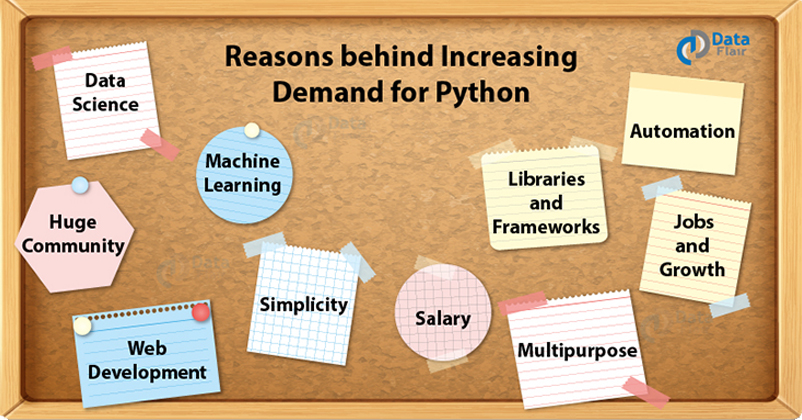 Reasons behind Increasing
Demand for Python
Data
Flair
Data
Science
Machine
Learning
Huge
Community
Web
Development
Simplicity
Salary
Libraries
and
Frameworks
Automation
Jobs
and
Growth
Multipurpose